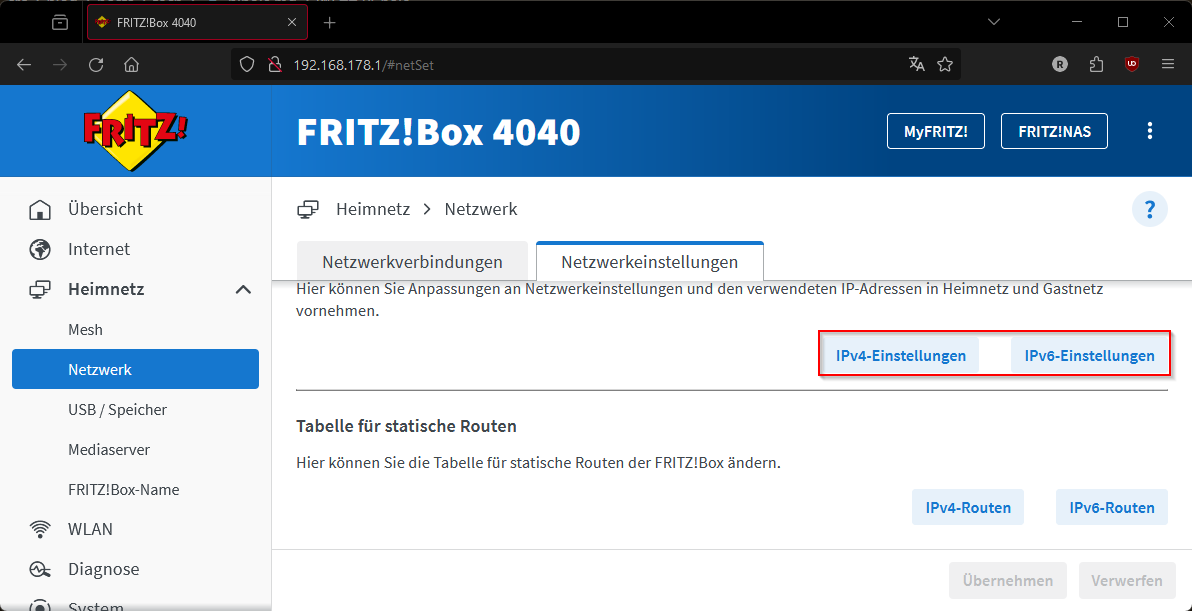 FRITZ!Box 4040
192.168.178.1/#netSet
R
UD
FRITZ!
FRITZ!Box 4040
MyFRITZ!
FRITZ!NAS
Übersicht
Internet
Heimnetz
Mesh
Netzwerk
USB / Speicher
Mediaserver
FRITZ!Box-Name
WLAN
Diagnose
System
Heimnetz > Netzwerk
?
Netzwerkverbindungen
Netzwerkeinstellungen
Hier können Sie Anpassungen an Netzwerkeinstellungen und den verwendeten IP-Adressen in Heimnetz und Gastnetz
vornehmen.
IPv4-Einstellungen
IPv6-Einstellungen
Tabelle für statische Routen
Hier können Sie die Tabelle für statische Routen der FRITZ!Box ändern.
IPv4-Routen
IPv6-Routen
Übernehmen
Verwerfen